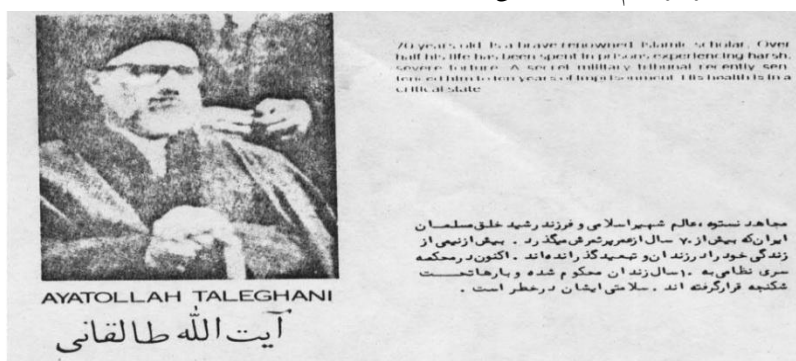 70 years old. Is a brave renowned Islamic scholar. Over
half his life has been spent in prisons experiencing harsh,
severe torture. A secret military tribunal recently sen-
tenced him to ten years of imprisonment. His health is in a
critical state
مجاهد نستوه، عالم شهیر اسلامی و فرزند رشید خلق مسلمان
ایران که بیش از ۷۰ سال از عمر پر ثمرش میگذرد . بیش از نیمی از
زندگی خود را در زندان و تبعید گذرانده‌اند . اکنون در محکمه
سری نظامی به ۱۰ سال زندان محکوم شده و بارها تحت
شکنجه قرار گرفته اند . سلامتی ایشان در خطر است .
AYATOLLAH TALEGHANI
آیت الله طالقانی